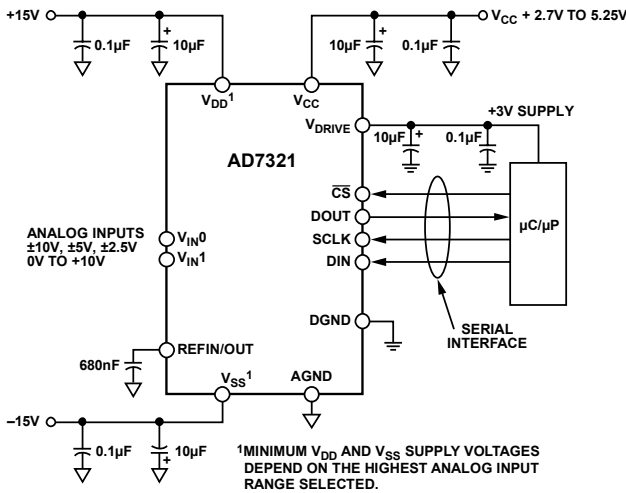 +15V
0.1µF
+
10µF
V_DD¹
V_CC
10µF
+
0.1µF
V_CC + 2.7V TO 5.25V
V_DRIVE
+3V SUPPLY
10µF
+
0.1µF
AD7321
CS
DOUT
SCLK
DIN
µC/µP
ANALOG INPUTS
±10V, ±5V, ±2.5V
0V TO +10V
V_IN0
V_IN1
DGND
SERIAL
INTERFACE
REFIN/OUT
680nF
V_SS¹
AGND
–15V
0.1µF
10µF
+
¹MINIMUM V_DD AND V_SS SUPPLY VOLTAGES
DEPEND ON THE HIGHEST ANALOG INPUT
RANGE SELECTED.